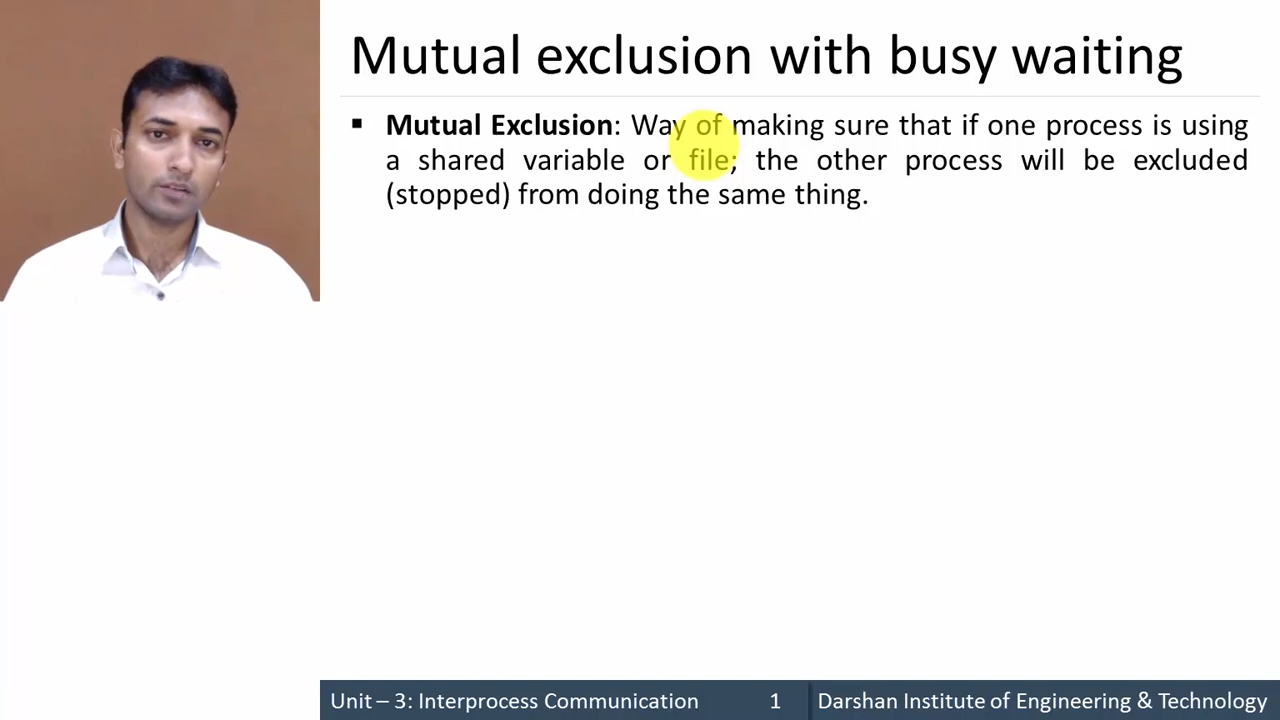 Mutual exclusion with busy waiting
▪ Mutual Exclusion: Way of making sure that if one process is using
a shared variable or file; the other process will be excluded
(stopped) from doing the same thing.
Unit – 3: Interprocess Communication 1 Darshan Institute of Engineering & Technology